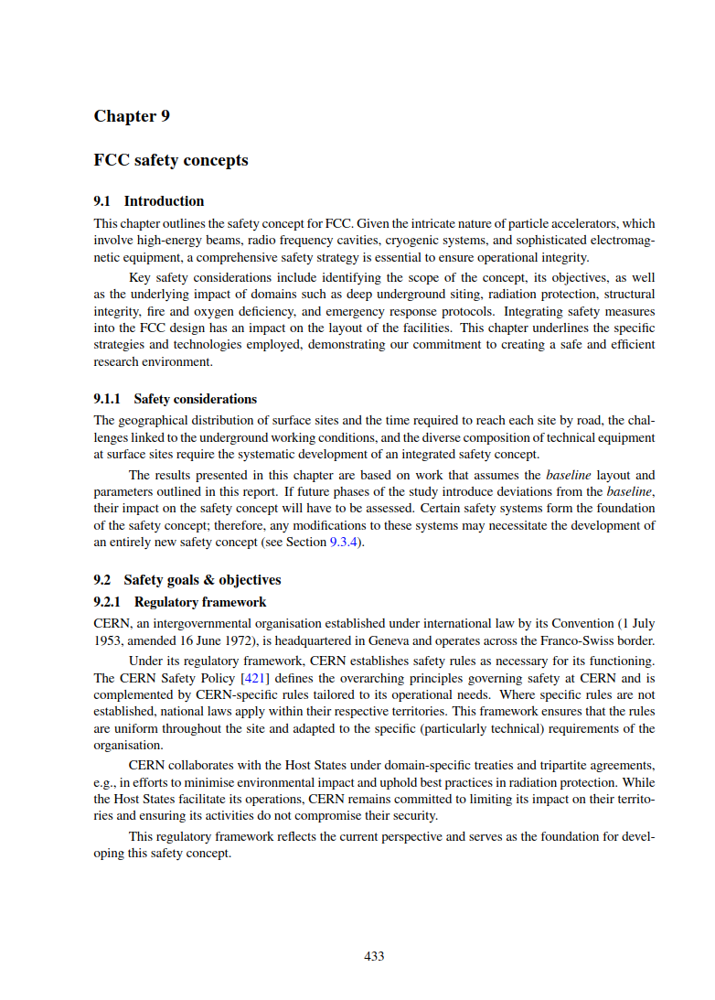 Chapter 9
FCC safety concepts
9.1 Introduction
This chapter outlines the safety concept for FCC. Given the intricate nature of particle accelerators, which
involve high-energy beams, radio frequency cavities, cryogenic systems, and sophisticated electromag-
netic equipment, a comprehensive safety strategy is essential to ensure operational integrity.
Key safety considerations include identifying the scope of the concept, its objectives, as well
as the underlying impact of domains such as deep underground siting, radiation protection, structural
integrity, fire and oxygen deficiency, and emergency response protocols. Integrating safety measures
into the FCC design has an impact on the layout of the facilities. This chapter underlines the specific
strategies and technologies employed, demonstrating our commitment to creating a safe and efficient
research environment.
9.1.1 Safety considerations
The geographical distribution of surface sites and the time required to reach each site by road, the chal-
lenges linked to the underground working conditions, and the diverse composition of technical equipment
at surface sites require the systematic development of an integrated safety concept.
The results presented in this chapter are based on work that assumes the baseline layout and
parameters outlined in this report. If future phases of the study introduce deviations from the baseline,
their impact on the safety concept will have to be assessed. Certain safety systems form the foundation
of the safety concept; therefore, any modifications to these systems may necessitate the development of
an entirely new safety concept (see Section 9.3.4).
9.2 Safety goals & objectives
9.2.1 Regulatory framework
CERN, an intergovernmental organisation established under international law by its Convention (1 July
1953, amended 16 June 1972), is headquartered in Geneva and operates across the Franco-Swiss border.
Under its regulatory framework, CERN establishes safety rules as necessary for its functioning.
The CERN Safety Policy [421] defines the overarching principles governing safety at CERN and is
complemented by CERN-specific rules tailored to its operational needs. Where specific rules are not
established, national laws apply within their respective territories. This framework ensures that the rules
are uniform throughout the site and adapted to the specific (particularly technical) requirements of the
organisation.
CERN collaborates with the Host States under domain-specific treaties and tripartite agreements,
e.g., in efforts to minimise environmental impact and uphold best practices in radiation protection. While
the Host States facilitate its operations, CERN remains committed to limiting its impact on their territo-
ries and ensuring its activities do not compromise their security.
This regulatory framework reflects the current perspective and serves as the foundation for devel-
oping this safety concept.
433